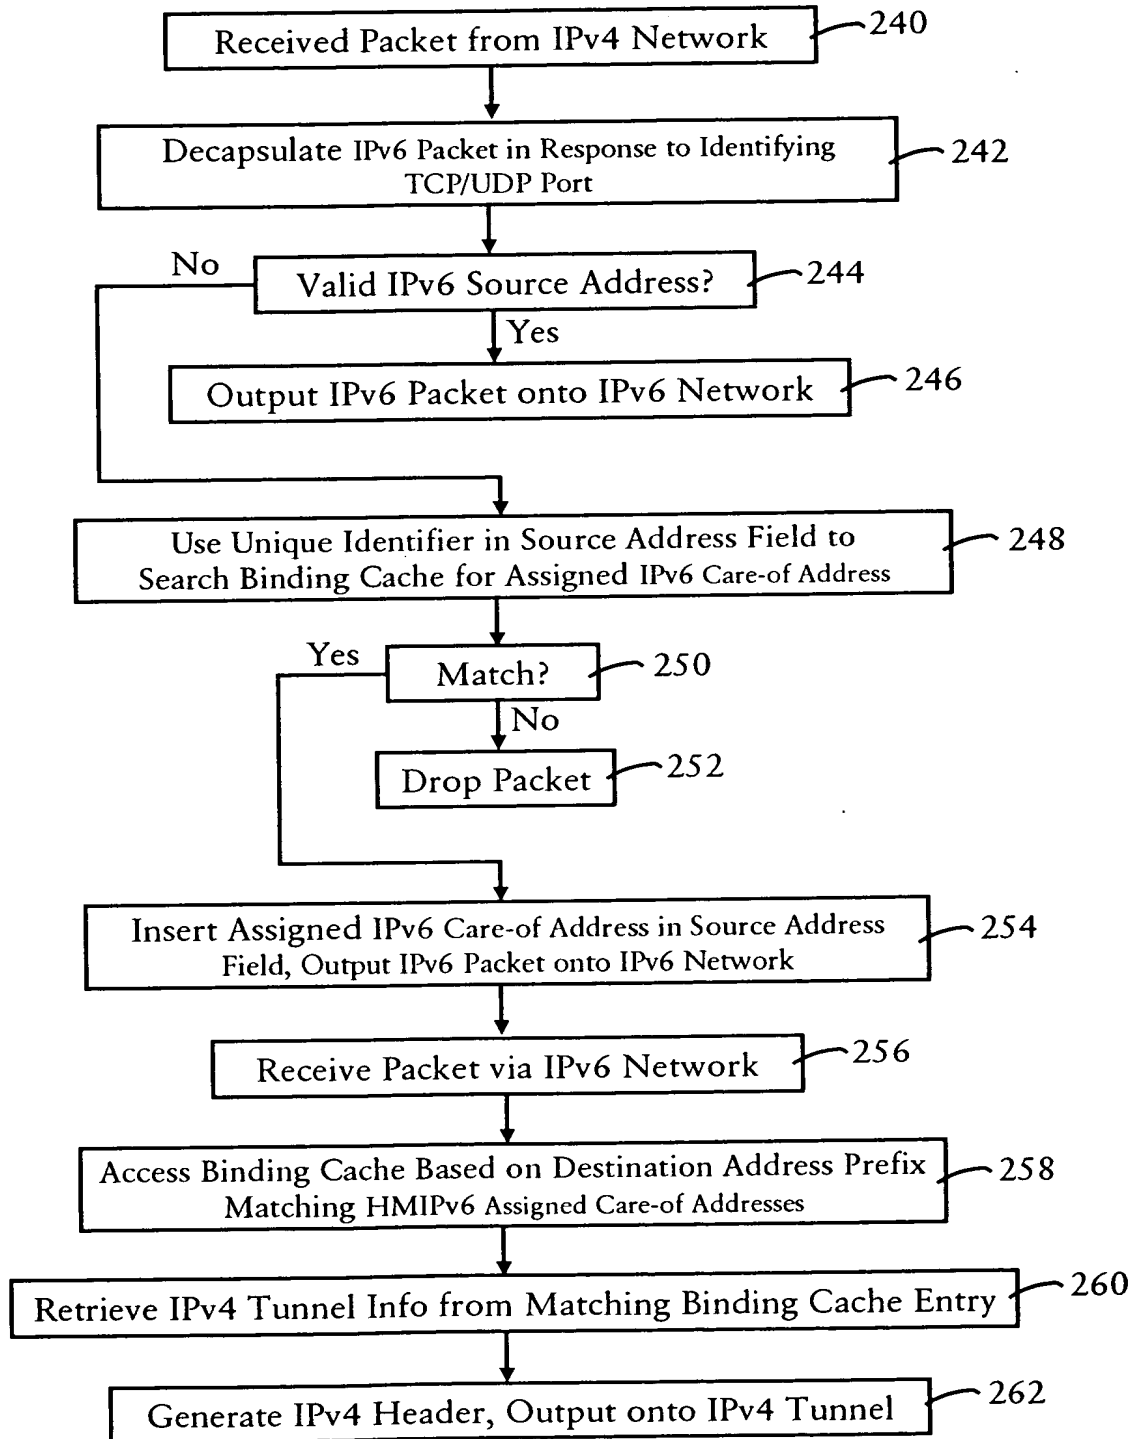 Received Packet from IPv4 Network
240
Decapsulate IPv6 Packet in Response to Identifying
TCP/UDP Port
242
No
Valid IPv6 Source Address?
244
Yes
Output IPv6 Packet onto IPv6 Network
246
Use Unique Identifier in Source Address Field to
Search Binding Cache for Assigned IPv6 Care-of Address
248
Yes
Match?
250
No
Drop Packet
252
Insert Assigned IPv6 Care-of Address in Source Address
Field, Output IPv6 Packet onto IPv6 Network
254
Receive Packet via IPv6 Network
256
Access Binding Cache Based on Destination Address Prefix
Matching HMIPv6 Assigned Care-of Addresses
258
Retrieve IPv4 Tunnel Info from Matching Binding Cache Entry
260
Generate IPv4 Header, Output onto IPv4 Tunnel
262